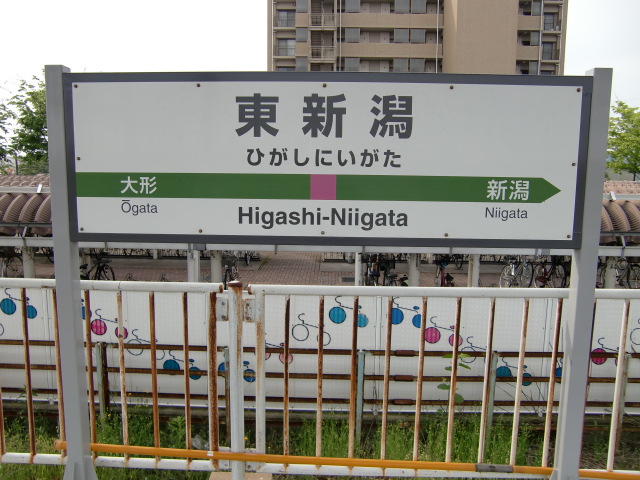 東新潟
ひがしにいがた
大形 新潟
Ōgata Niigata
Higashi-Niigata